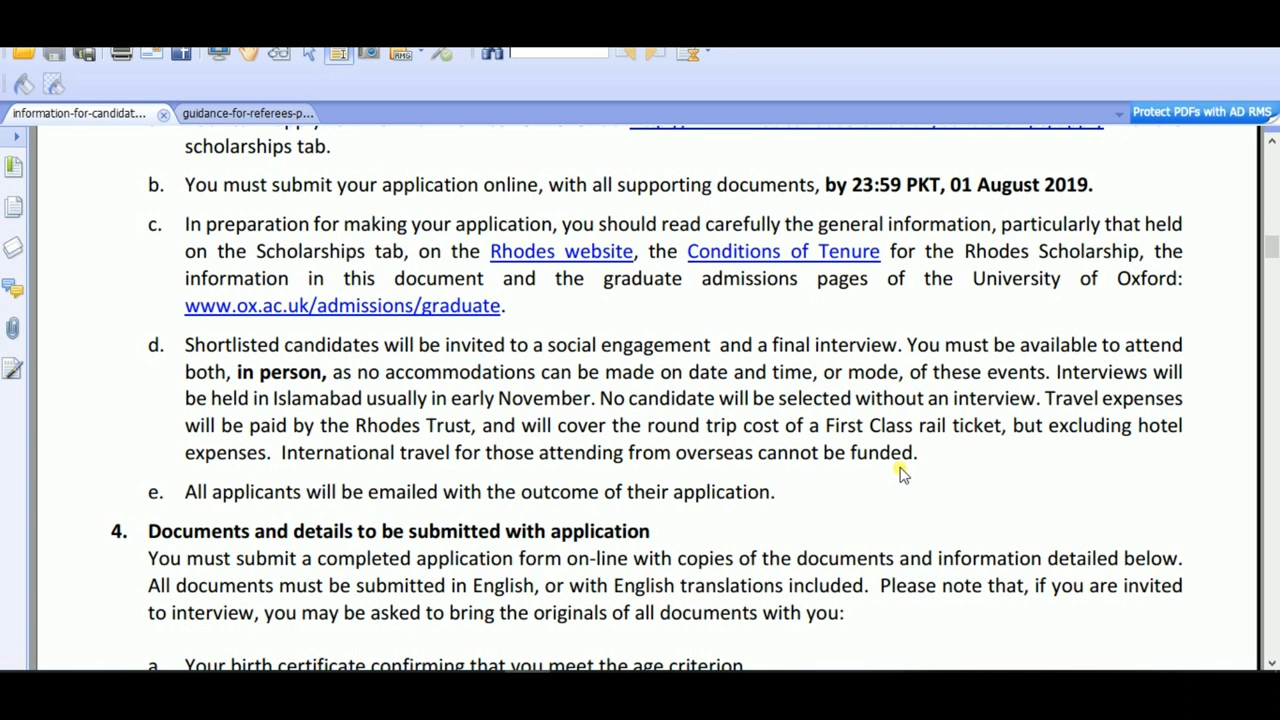 information-for-candidat...
guidance-for-referees-p...
Protect PDFs with AD RMS
scholarships tab.
b. You must submit your application online, with all supporting documents, by 23:59 PKT, 01 August 2019.
c. In preparation for making your application, you should read carefully the general information, particularly that held
on the Scholarships tab, on the Rhodes website, the Conditions of Tenure for the Rhodes Scholarship, the
information in this document and the graduate admissions pages of the University of Oxford:
www.ox.ac.uk/admissions/graduate.
d. Shortlisted candidates will be invited to a social engagement and a final interview. You must be available to attend
both, in person, as no accommodations can be made on date and time, or mode, of these events. Interviews will
be held in Islamabad usually in early November. No candidate will be selected without an interview. Travel expenses
will be paid by the Rhodes Trust, and will cover the round trip cost of a First Class rail ticket, but excluding hotel
expenses. International travel for those attending from overseas cannot be funded.
e. All applicants will be emailed with the outcome of their application.
4. Documents and details to be submitted with application
You must submit a completed application form on-line with copies of the documents and information detailed below.
All documents must be submitted in English, or with English translations included. Please note that, if you are invited
to interview, you may be asked to bring the originals of all documents with you:
a. Your birth certificate confirming that you meet the age criterion